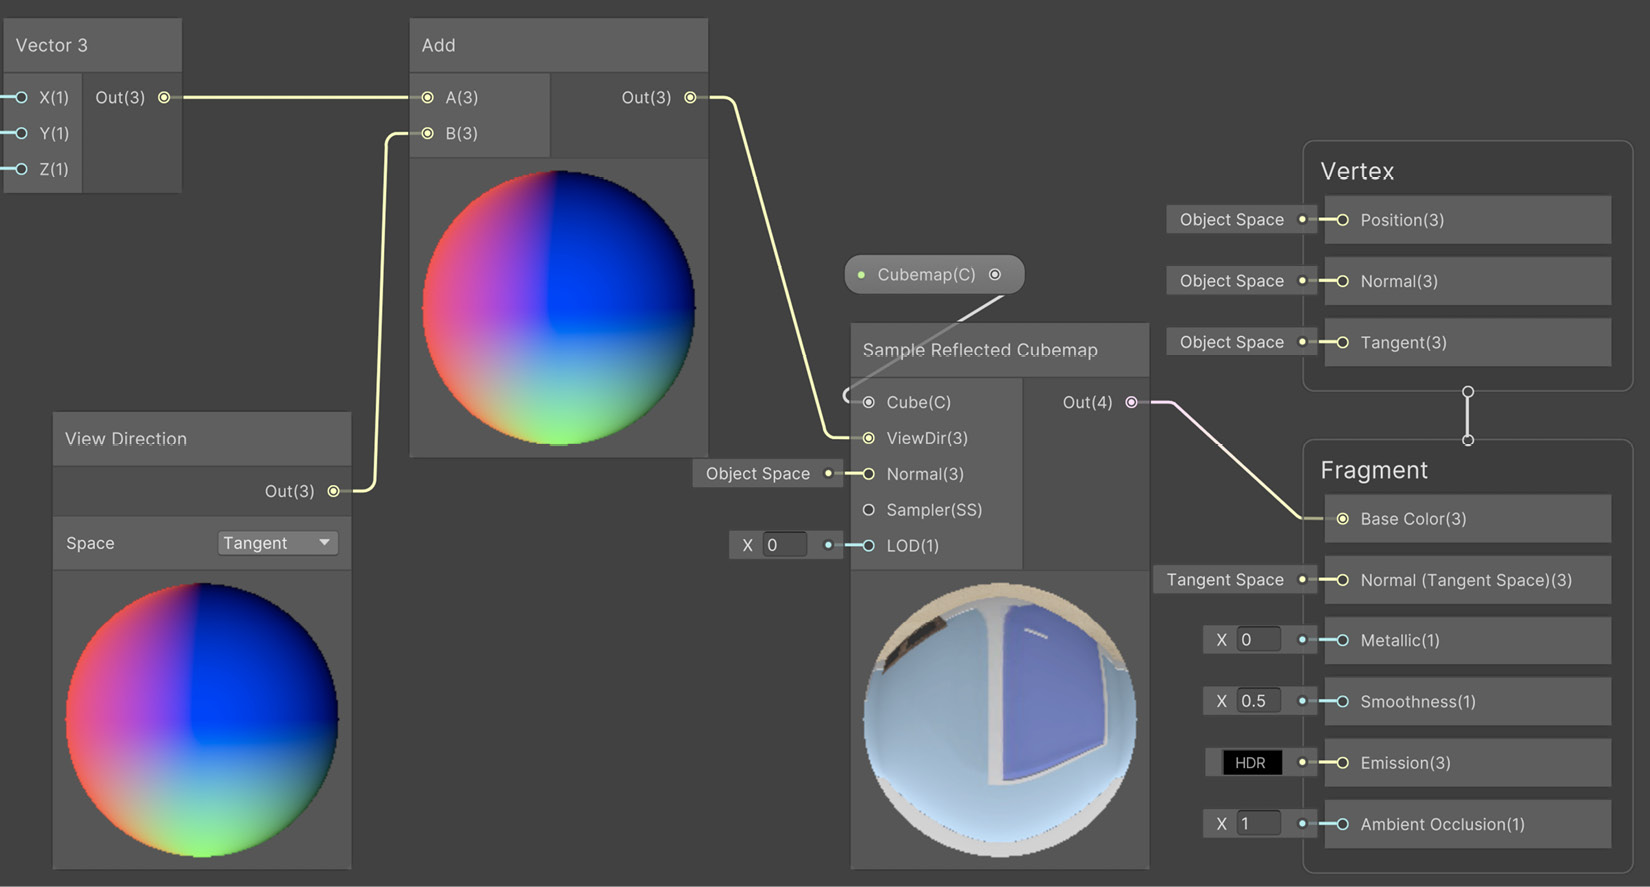 Vector 3
X(1) Out(3)
Y(1)
Z(1)
Add
A(3) Out(3)
B(3)
View Direction
Out(3)
Space Tangent
Cubemap(C)
Sample Reflected Cubemap
Cube(C) Out(4)
ViewDir(3)
Object Space Normal(3)
Sampler(SS)
X 0 LOD(1)
Vertex
Object Space Position(3)
Object Space Normal(3)
Object Space Tangent(3)
Fragment
Base Color(3)
Tangent Space Normal (Tangent Space)(3)
X 0 Metallic(1)
X 0.5 Smoothness(1)
HDR Emission(3)
X 1 Ambient Occlusion(1)